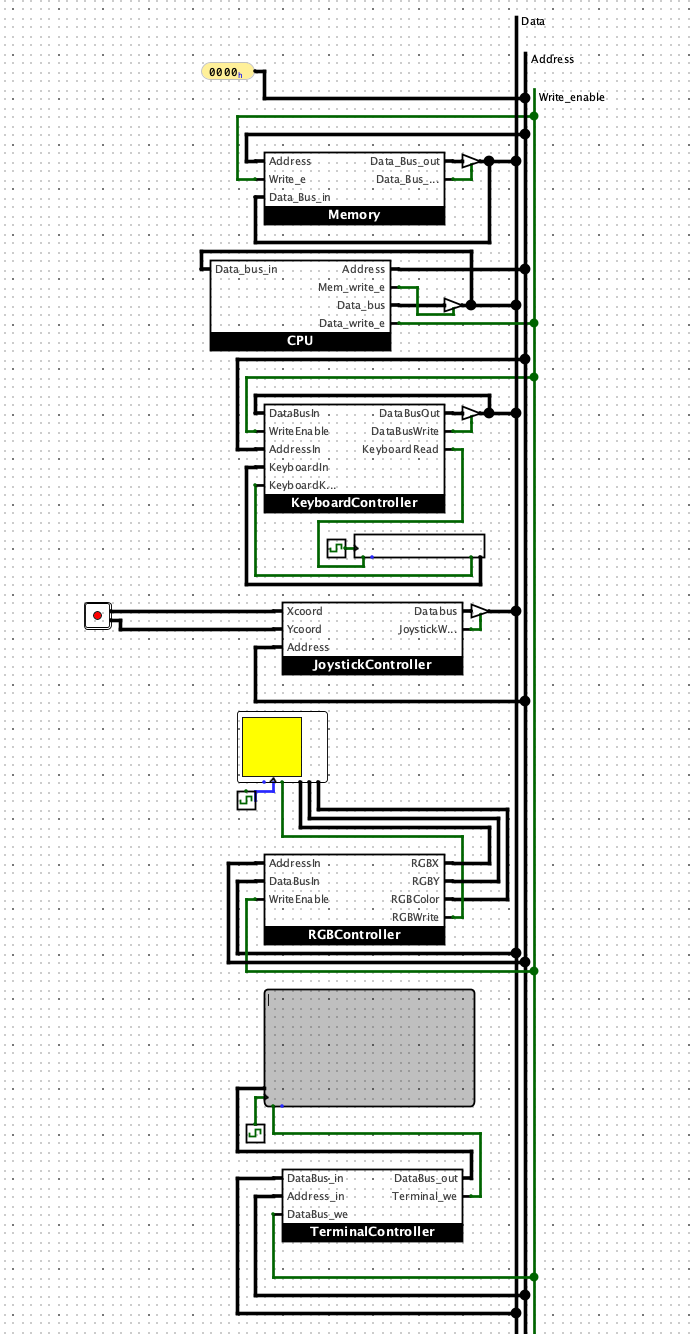 Data
Address
0000h
Write_enable
Address Data_Bus_out
Write_e Data_Bus_...
Data_Bus_in
Memory
Data_bus_in Address
Mem_write_e
Data_bus
Data_write_e
CPU
DataBusIn DataBusOut
WriteEnable DataBusWrite
AddressIn KeyboardRead
KeyboardIn
KeyboardK...
KeyboardController
Xcoord Databus
Ycoord JoystickW...
Address
JoystickController
AddressIn RGBX
DataBusIn RGBY
WriteEnable RGBColor
RGBWrite
RGBController
DataBus_in DataBus_out
Address_in Terminal_we
DataBus_we
TerminalController